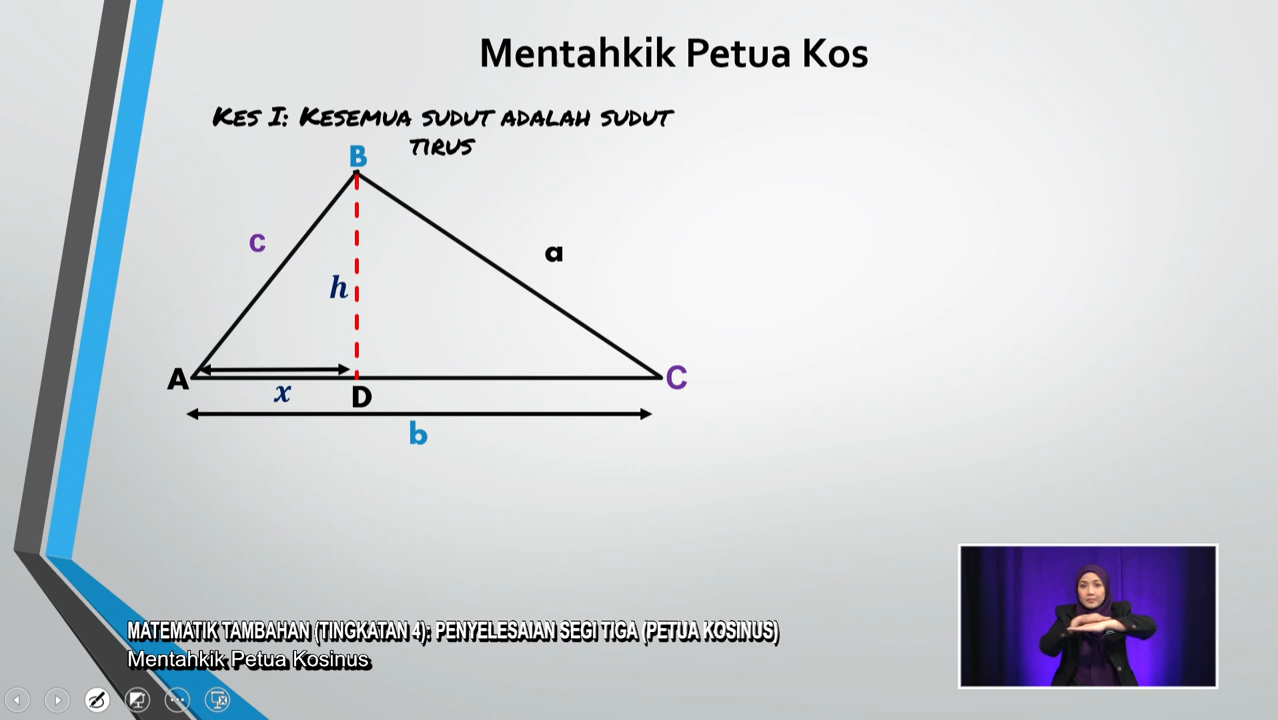 Mentahkik Petua Kos
Kes I: Kesemua sudut adalah sudut
tirus
B
c
a
h
A
C
x
D
b
MATEMATIK TAMBAHAN (TINGKATAN 4): PENYELESAIAN SEGI TIGA (PETUA KOSINUS)
Mentahkik Petua Kosinus